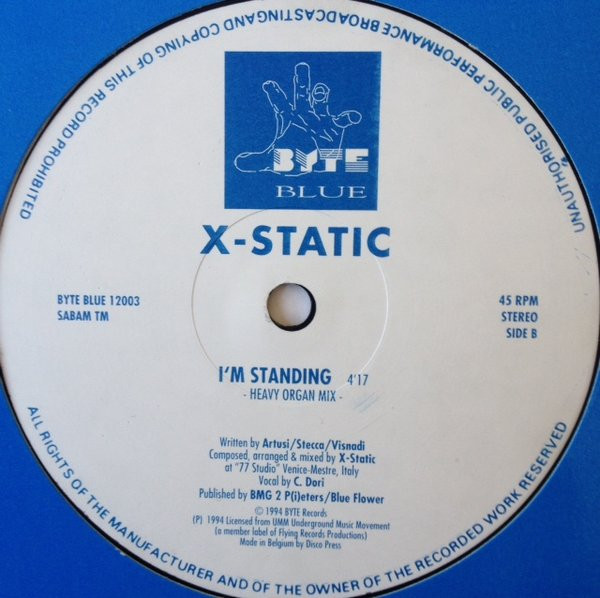 UNAUTHORISED PUBLIC PERFORMANCE BROADCASTINGAND COPYING OF THIS RECORD PROHIBITED
BYTE
BLUE
X-STATIC
BYTE BLUE 12003
SABAM TM
45 RPM
STEREO
SIDE B
I'M STANDING 4'17
- HEAVY ORGAN MIX -
Written by Artusi/Stecca/Visnadi
Composed, arranged & mixed by X-Static
at "77 Studio" Venice-Mestre, Italy
Vocal by C. Dori
Published by BMG 2 P(i)eters/Blue Flower
© 1994 BYTE Records
(P) 1994 Licensed from UMM Underground Music Movement
(a member label of Flying Records Productions)
Made in Belgium by Disco Press
ALL RIGHTS OF THE MANUFACTURER AND OF THE OWNER OF THE RECORDED WORK RESERVED